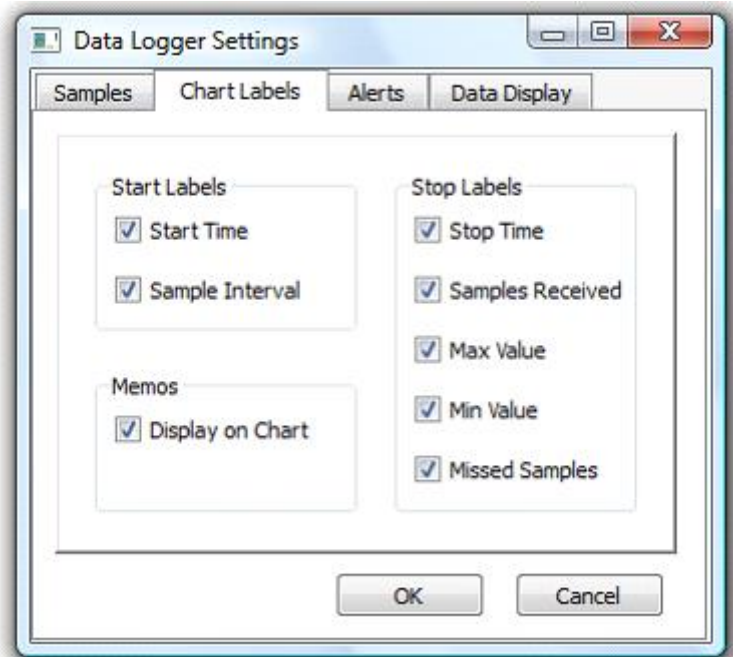 Data Logger Settings
Samples
Chart Labels
Alerts
Data Display
Start Labels
Start Time
Sample Interval
Memos
Display on Chart
Stop Labels
Stop Time
Samples Received
Max Value
Min Value
Missed Samples
OK
Cancel